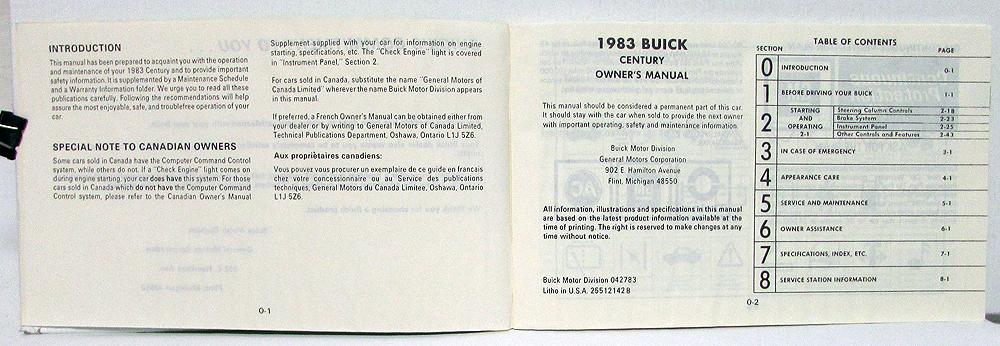 INTRODUCTION
This manual has been prepared to acquaint you with the operation
and maintenance of your 1983 Century and to provide important
safety information. It is supplemented by a Maintenance Schedule
and a Warranty Information folder. We urge you to read all these
publications carefully. Following the recommendations will help
assure the most enjoyable, safe, and troublefree operation of your
car.
SPECIAL NOTE TO CANADIAN OWNERS
Some cars sold in Canada have the Computer Command Control
system, while others do not. If a "Check Engine" light comes on
during engine starting, your car does have this system. For those
cars sold in Canada which do not have the Computer Command
Control system, please refer to the Canadian Owner's Manual
Supplement supplied with your car for information on engine
starting, specifications, etc. The "Check Engine" light is covered
in "Instrument Panel," Section 2.
For cars sold in Canada, substitute the name "General Motors of
Canada Limited" wherever the name Buick Motor Division appears
in this manual.
If preferred, a French Owner's Manual can be obtained either from
your dealer or by writing to General Motors of Canada Limited,
Technical Publications Department, Oshawa, Ontario L1J 5Z6.
Aux propriètaires canadiens:
Vous pouvez vous procurer un exemplaire de ce guide en francais
chez votre concessionnaire ou au Service des publications
techniques, General Motors du Canada Limitee, Oshawa, Ontario
L1J 5Z6.
0-1
1983 BUICK
CENTURY
OWNER'S MANUAL
This manual should be considered a permanent part of this car.
It should stay with the car when sold to provide the next owner
with important operating, safety and maintenance information.
Buick Motor Division
General Motors Corporation
902 E. Hamilton Avenue
Flint, Michigan 48550
All information, illustrations and specifications in this manual
are based on the latest product information available at the
time of printing. The right is reserved to make changes at any
time without notice.
Buick Motor Division 042783
Litho in U.S.A. 25512142B
TABLE OF CONTENTS
SECTION PAGE
0 INTRODUCTION 0-1
1 BEFORE DRIVING YOUR BUICK 1-1
2 STARTING AND OPERATING 2-1
Steering Column Controls 2-18
Brake System 2-23
Instrument Panel 2-25
Other Controls and Features 2-43
3 IN CASE OF EMERGENCY 3-1
4 APPEARANCE CARE 4-1
5 SERVICE AND MAINTENANCE 5-1
6 OWNER ASSISTANCE 6-1
7 SPECIFICATIONS, INDEX, ETC. 7-1
8 SERVICE STATION INFORMATION 8-1
0-2